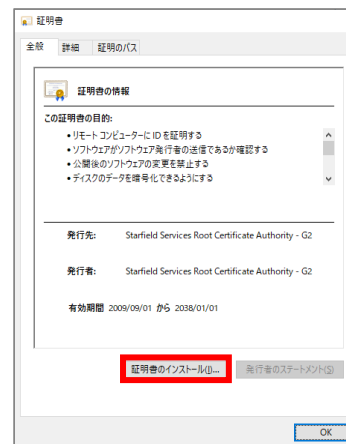 証明書
全般 詳細 証明のパス
証明書の情報
この証明書の目的:
• リモート コンピューターに ID を証明する
• ソフトウェアがソフトウェア発行者の送信であるか確認する
• 公開後のソフトウェアの変更を禁止する
• ディスクのデータを暗号化できるようにする
発行先: Starfield Services Root Certificate Authority - G2
発行者: Starfield Services Root Certificate Authority - G2
有効期間 2009/09/01 から 2038/01/01
証明書のインストール(I)... 発行者のステートメント(S)
OK